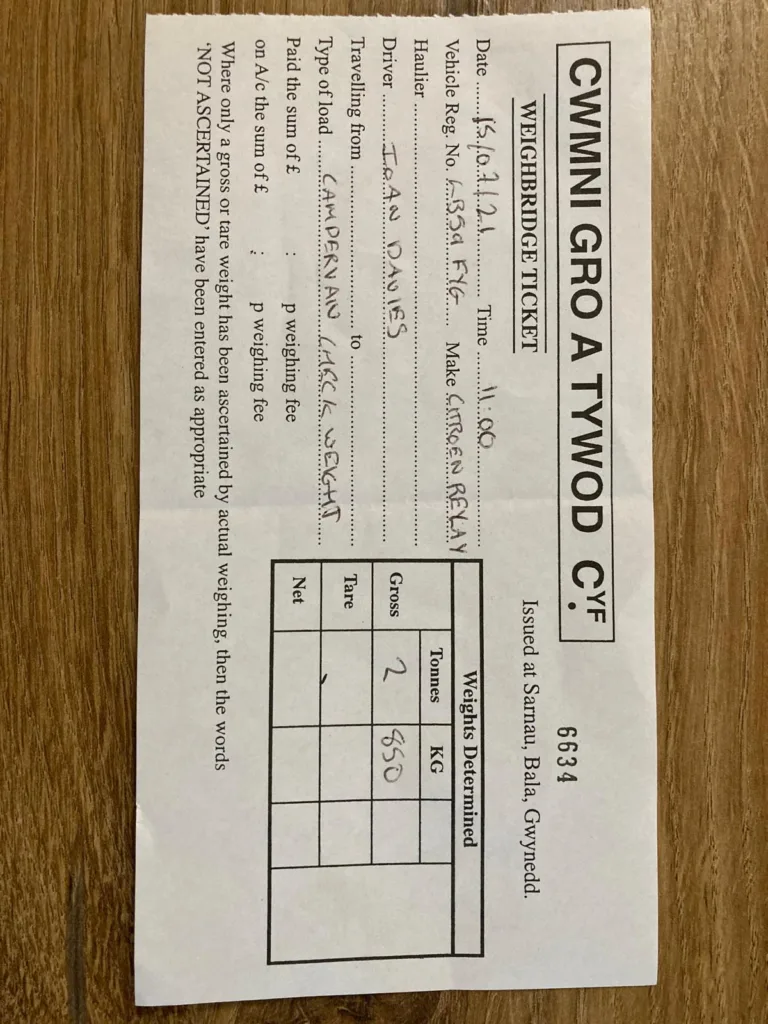 CWMNI GRO A TYWOD CYF.
6634
WEIGHBRIDGE TICKET
Issued at Sarnau, Bala, Gwynedd.
Date ......15/07/21.......... Time ........11:00..........
Vehicle Reg. No. LB59 FYG Make CITROEN RELAY
Haulier ..........
Driver ........IOAN DAVIES..........
Travelling from .......... to ..........
Type of load ......CAMPERVAIN CHECK WEIGHT....
Paid the sum of £ : p weighing fee
on A/c the sum of £ : p weighing fee
Weights Determined
Tonnes KG
Gross 2 850
Tare
Net
Where only a gross or tare weight has been ascertained by actual weighing, then the words
'NOT ASCERTAINED' have been entered as appropriate